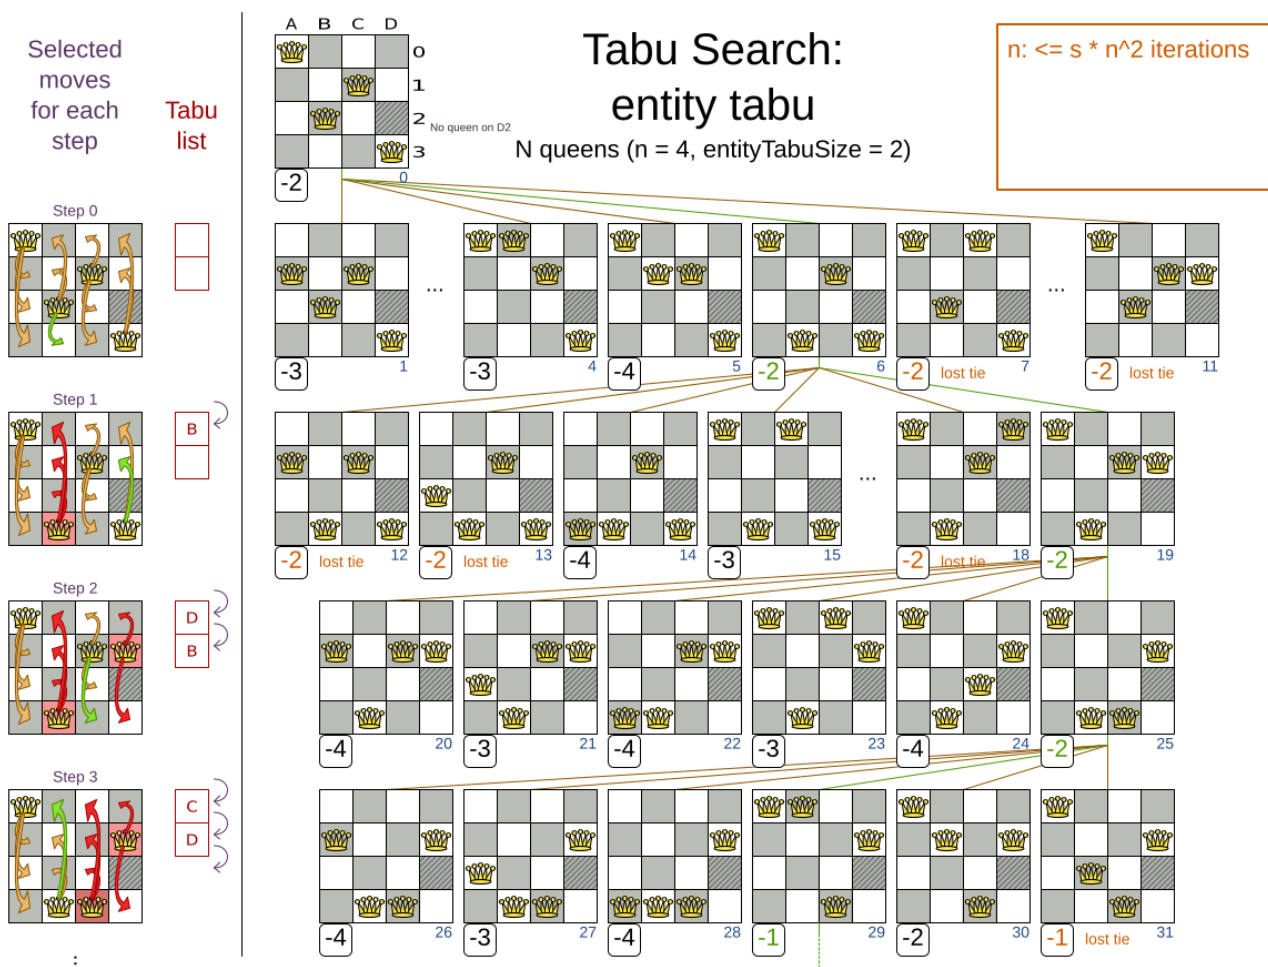 Selected
moves
for each
step
Tabu
list
A B C D
0
1
2
3
No queen on D2
-2
0
Tabu Search:
entity tabu
N queens (n = 4, entityTabuSize = 2)
n: <= s * n^2 iterations
Step 0
...
...
-3 1
-3 4
-4 5
-2 6
-2 lost tie 7
-2 lost tie 11
Step 1
B
...
-2 lost tie 12
-2 lost tie 13
-4 14
-3 15
-2 lost tie 18
-2 19
Step 2
D
B
-4 20
-3 21
-4 22
-3 23
-4 24
-2 25
Step 3
C
D
-4 26
-3 27
-4 28
-1 29
-2 30
-1 lost tie 31
: